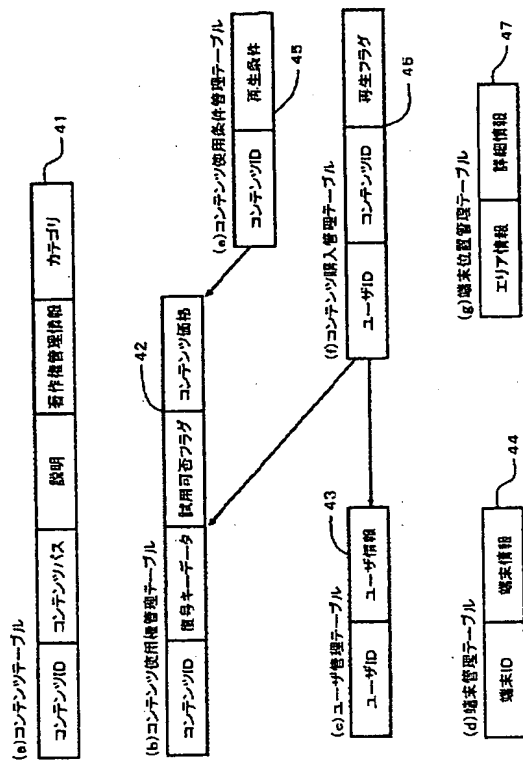 (a)コンテンツテーブル
コンテンツID コンテンツパス 説明 著作権管理情報 カテゴリ
41
(b)コンテンツ使用権管理テーブル
コンテンツID 復号キーデータ 試用可否フラグ コンテンツ価格
42
(c)ユーザ管理テーブル
ユーザID ユーザ情報
43
(d)端末管理テーブル
端末ID 端末情報
44
(e)コンテンツ使用条件管理テーブル
コンテンツID 再生条件
45
(f)コンテンツ購入管理テーブル
ユーザID コンテンツID 再生フラグ
46
(g)端末位置管理テーブル
エリア情報 詳細情報
47